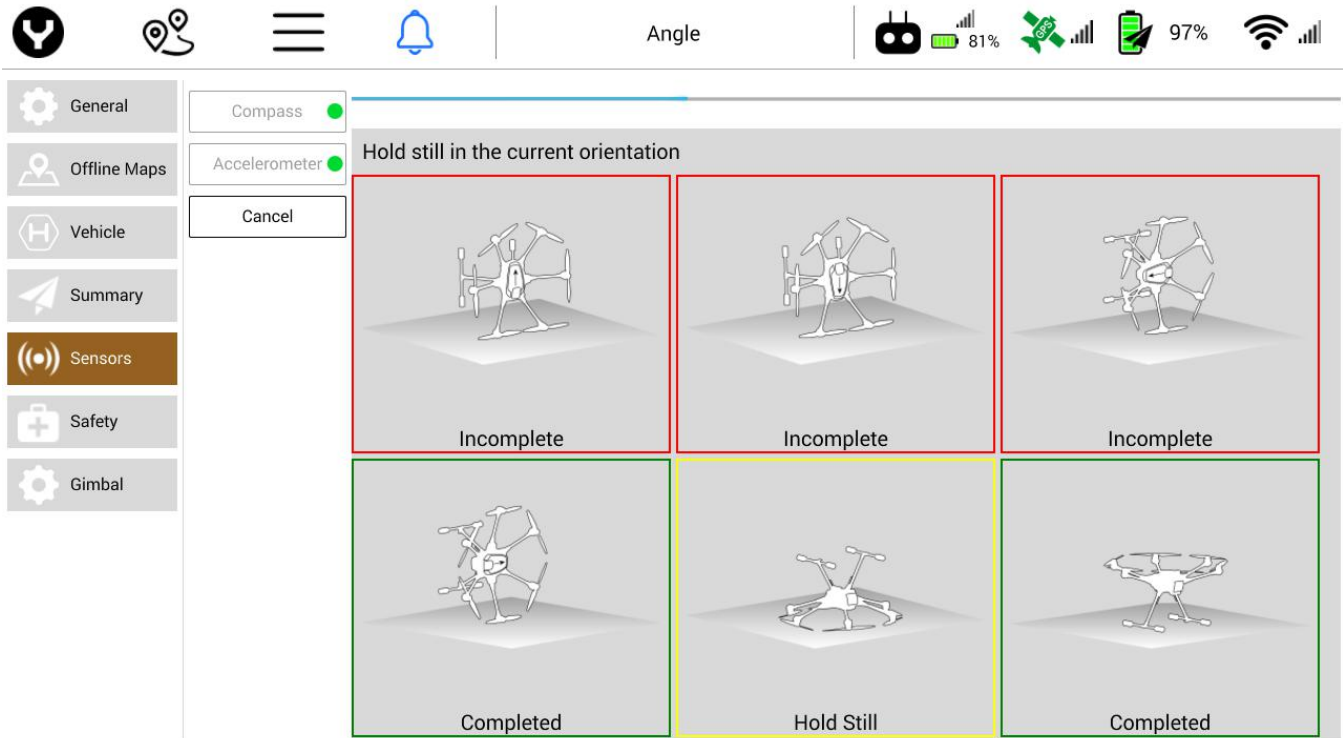 Angle
81%
GPS
97%
General
Offline Maps
Vehicle
Summary
Sensors
Safety
Gimbal
Compass
Accelerometer
Cancel
Hold still in the current orientation
Incomplete
Incomplete
Incomplete
Completed
Hold Still
Completed